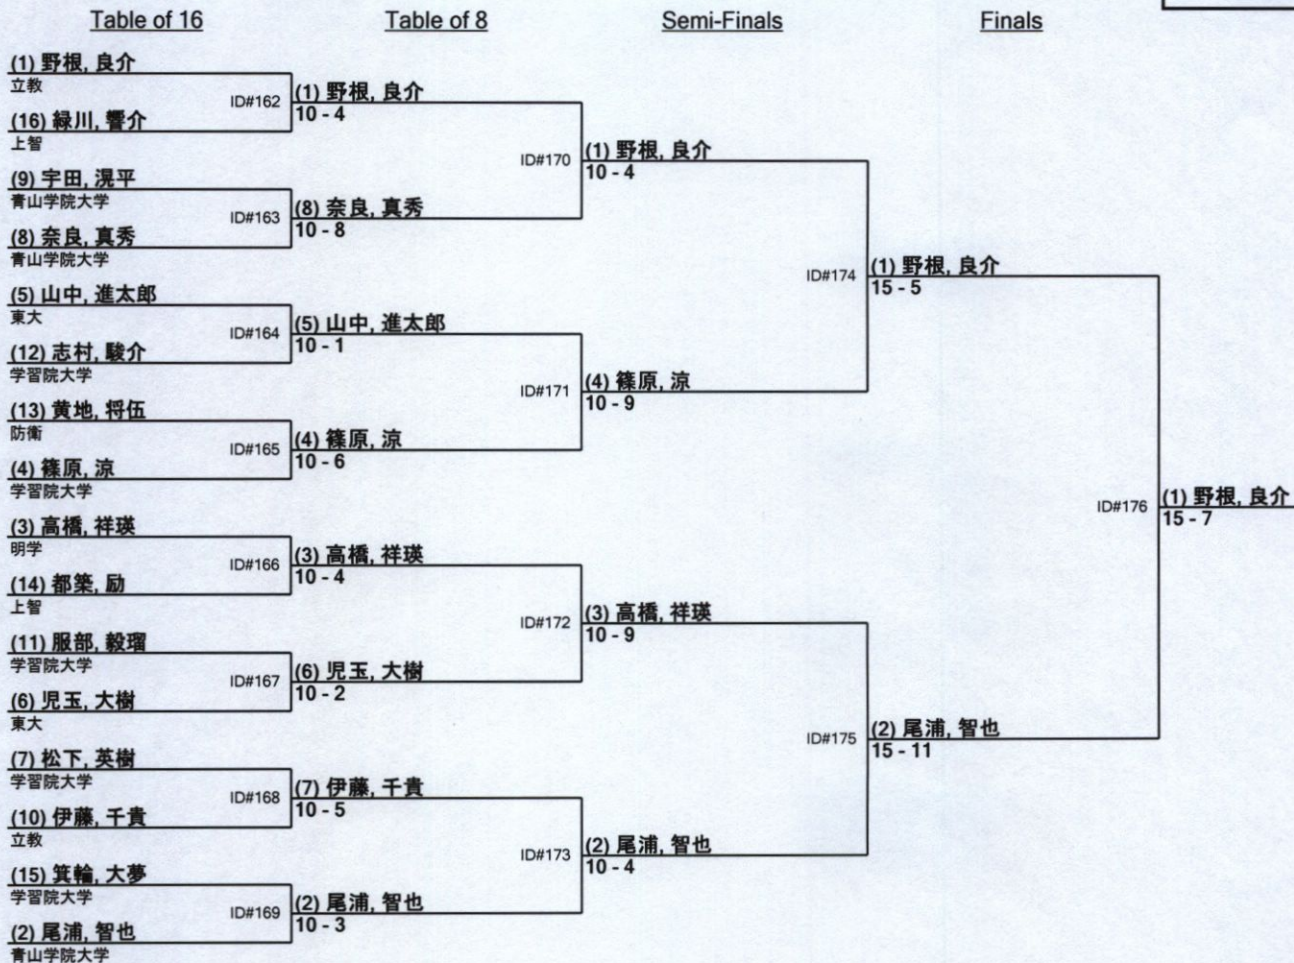 Table of 16
Table of 8
Semi-Finals
Finals
(1) 野根, 良介
立教
ID#162
(16) 緑川, 響介
上智
(9) 宇田, 滉平
青山学院大学
ID#163
(8) 奈良, 真秀
青山学院大学
(5) 山中, 進太郎
東大
ID#164
(12) 志村, 駿介
学習院大学
(13) 黄地, 将伍
防衛
ID#165
(4) 篠原, 涼
学習院大学
(3) 高橋, 祥瑛
明学
ID#166
(14) 都築, 励
上智
(11) 服部, 毅瑠
学習院大学
ID#167
(6) 児玉, 大樹
東大
(7) 松下, 英樹
学習院大学
ID#168
(10) 伊藤, 千貴
立教
(15) 箕輪, 大夢
学習院大学
ID#169
(2) 尾浦, 智也
青山学院大学
(1) 野根, 良介
10 - 4
ID#170
(8) 奈良, 真秀
10 - 8
(5) 山中, 進太郎
10 - 1
ID#171
(4) 篠原, 涼
10 - 6
(3) 高橋, 祥瑛
10 - 4
ID#172
(6) 児玉, 大樹
10 - 2
(7) 伊藤, 千貴
10 - 5
ID#173
(2) 尾浦, 智也
10 - 3
(1) 野根, 良介
10 - 4
ID#174
(4) 篠原, 涼
10 - 9
(3) 高橋, 祥瑛
10 - 9
ID#175
(2) 尾浦, 智也
10 - 4
(1) 野根, 良介
15 - 5
ID#176
(2) 尾浦, 智也
15 - 11
(1) 野根, 良介
15 - 7